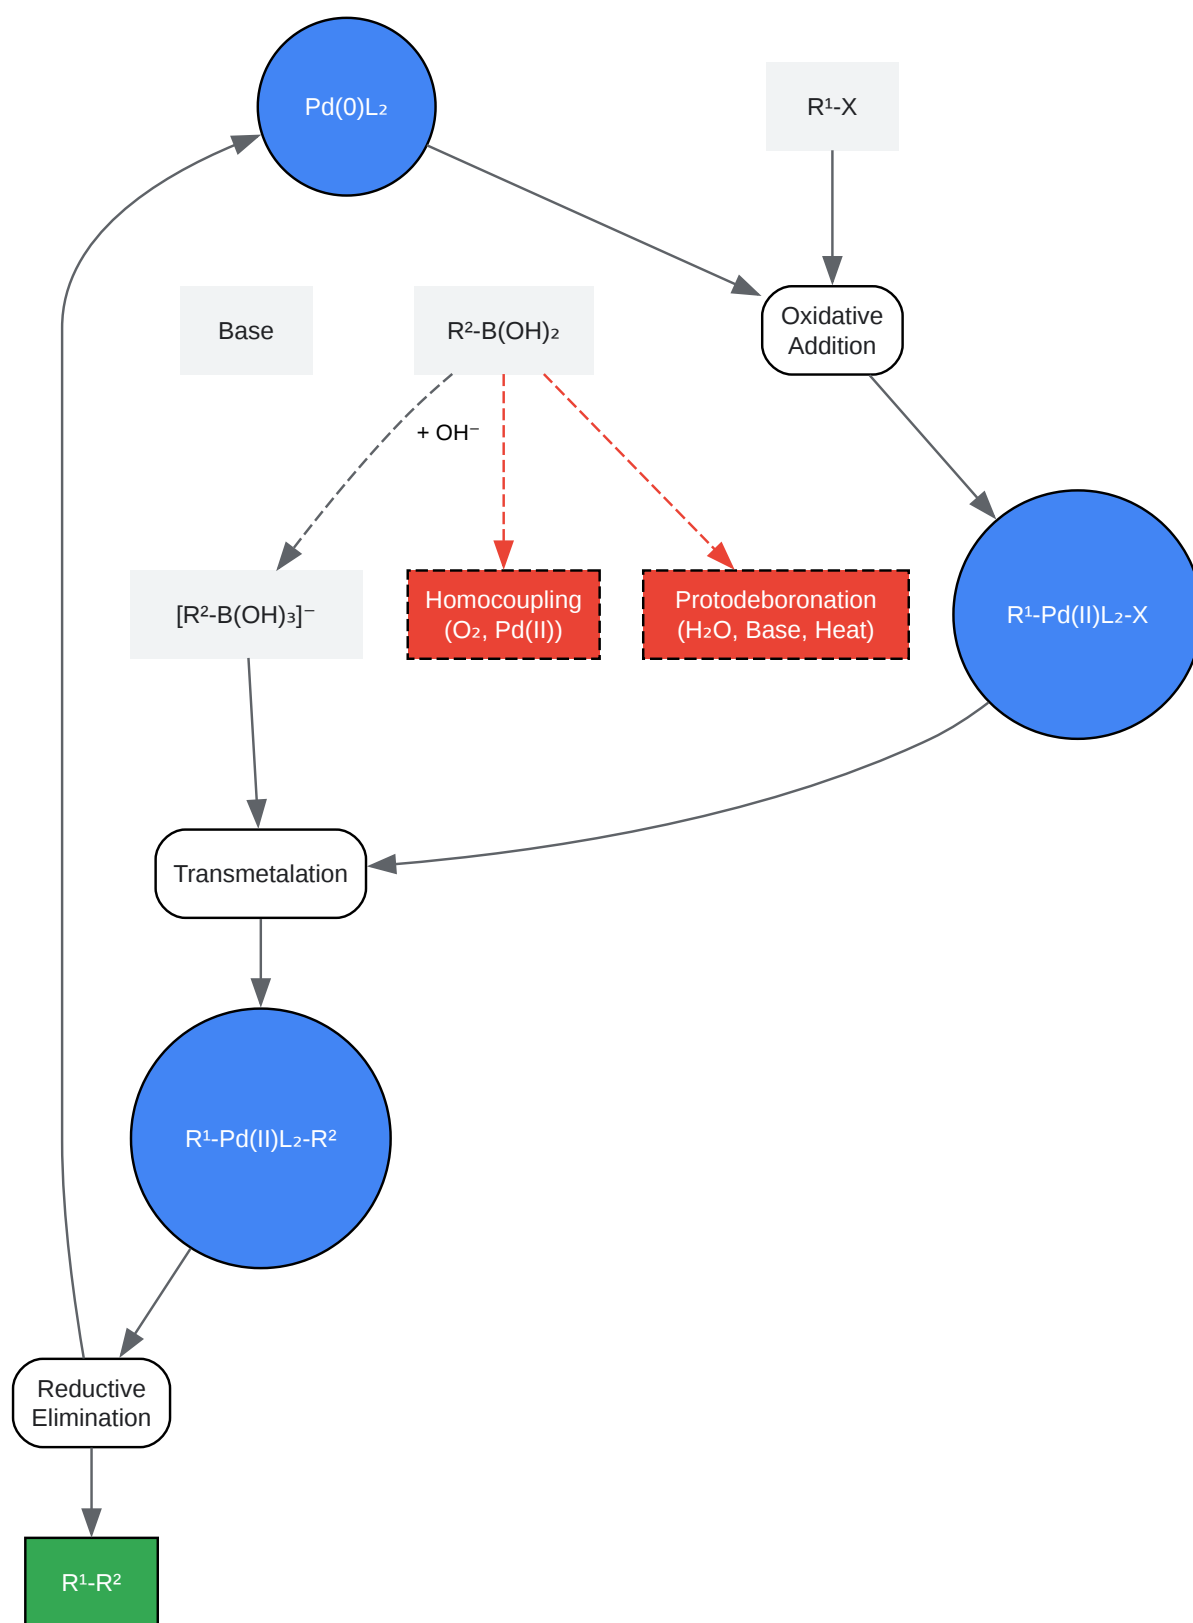 Pd(0)L₂
R¹-X
Base
R²-B(OH)₂
Oxidative
Addition
+ OH⁻
[R²-B(OH)₃]⁻
Homocoupling
(O₂, Pd(II))
Protodeboronation
(H₂O, Base, Heat)
R¹-Pd(II)L₂-X
Transmetalation
R¹-Pd(II)L₂-R²
Reductive
Elimination
R¹-R²